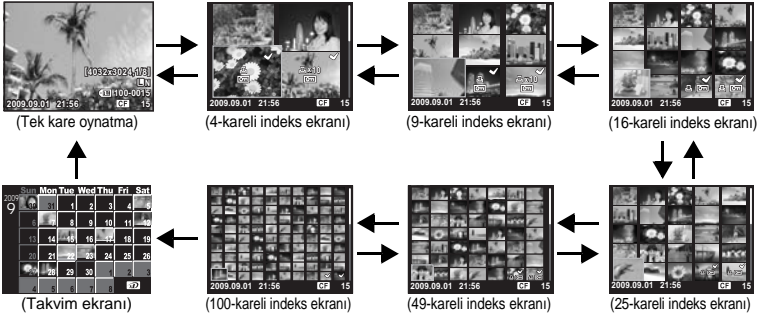 [4032x3024,1/8]
LN
100-0015
2009.09.01 21:56 CF 15
(Tek kare oynatma)
x10
2009.09.01 21:56 CF 15
(4-kareli indeks ekranı)
x10
2009.09.01 21:56 CF 15
(9-kareli indeks ekranı)
2009.09.01 21:56 CF 15
(16-kareli indeks ekranı)
2009
9
Sun Mon Tue Wed Thu Fri Sat
30 31 1 2 3 4 5
6 7 8 9 10 11 12
13 14 15 16 17 18 19
20 21 22 23 24 25 26
28 29 30 1 2 3
4 5 6 7 8
(Takvim ekranı)
2009.09.01 21:56 CF 15
(100-kareli indeks ekranı)
2009.09.01 21:56 CF 15
(49-kareli indeks ekranı)
2009.09.01 21:56 CF 15
(25-kareli indeks ekranı)